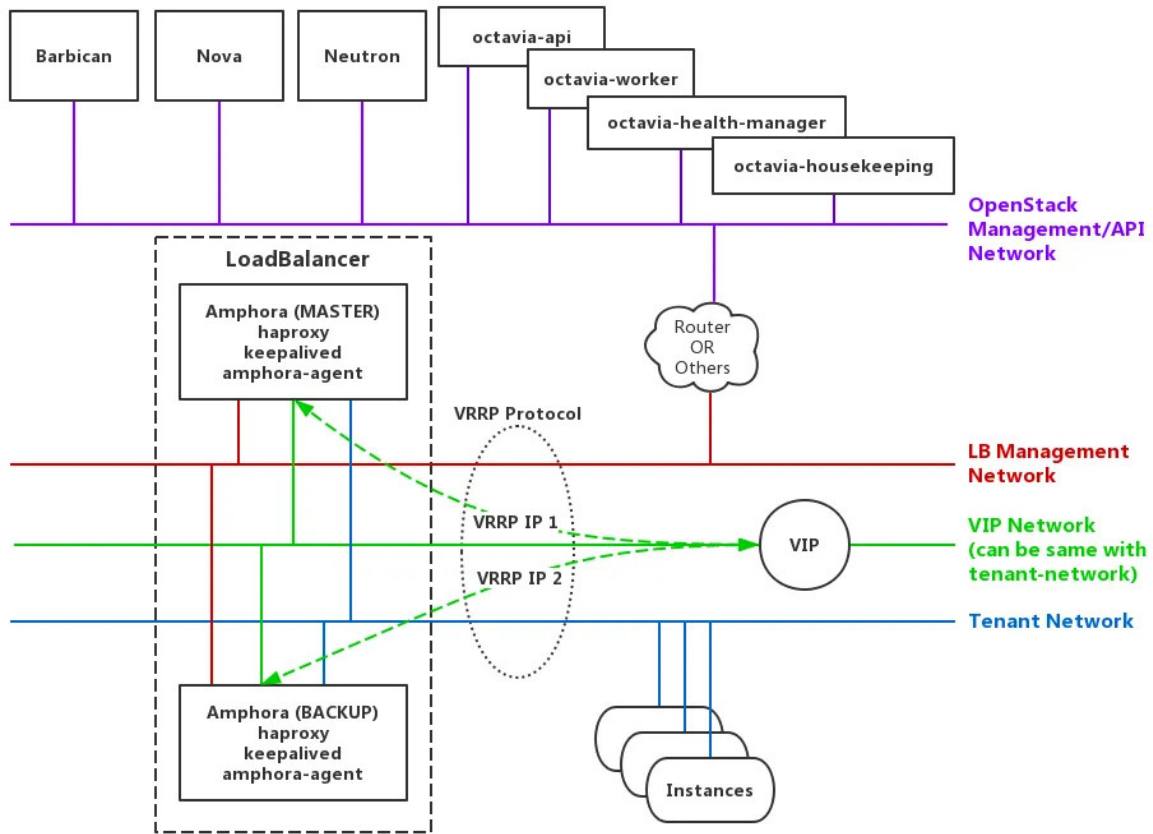 Barbican
Nova
Neutron
octavia-api
octavia-worker
octavia-health-manager
octavia-housekeeping
OpenStack
Management/API
Network
LoadBalancer
Amphora (MASTER)
haproxy
keepalived
amphora-agent
Router
OR
Others
VRRP Protocol
LB Management
Network
VRRP IP 1
VIP
VIP Network
(can be same with
tenant-network)
VRRP IP 2
Tenant Network
Amphora (BACKUP)
haproxy
keepalived
amphora-agent
Instances